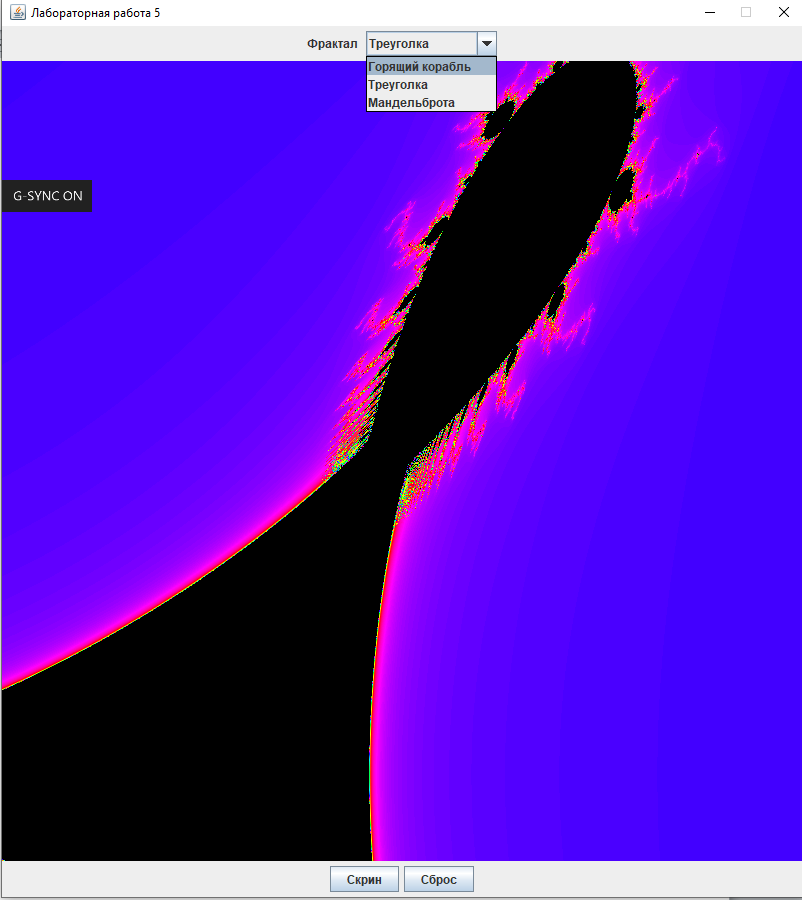 Лабораторная работа 5
Фрактал Треуголка
Горящий корабль
Треуголка
Мандельброта
G-SYNC ON
Скрин Сброс